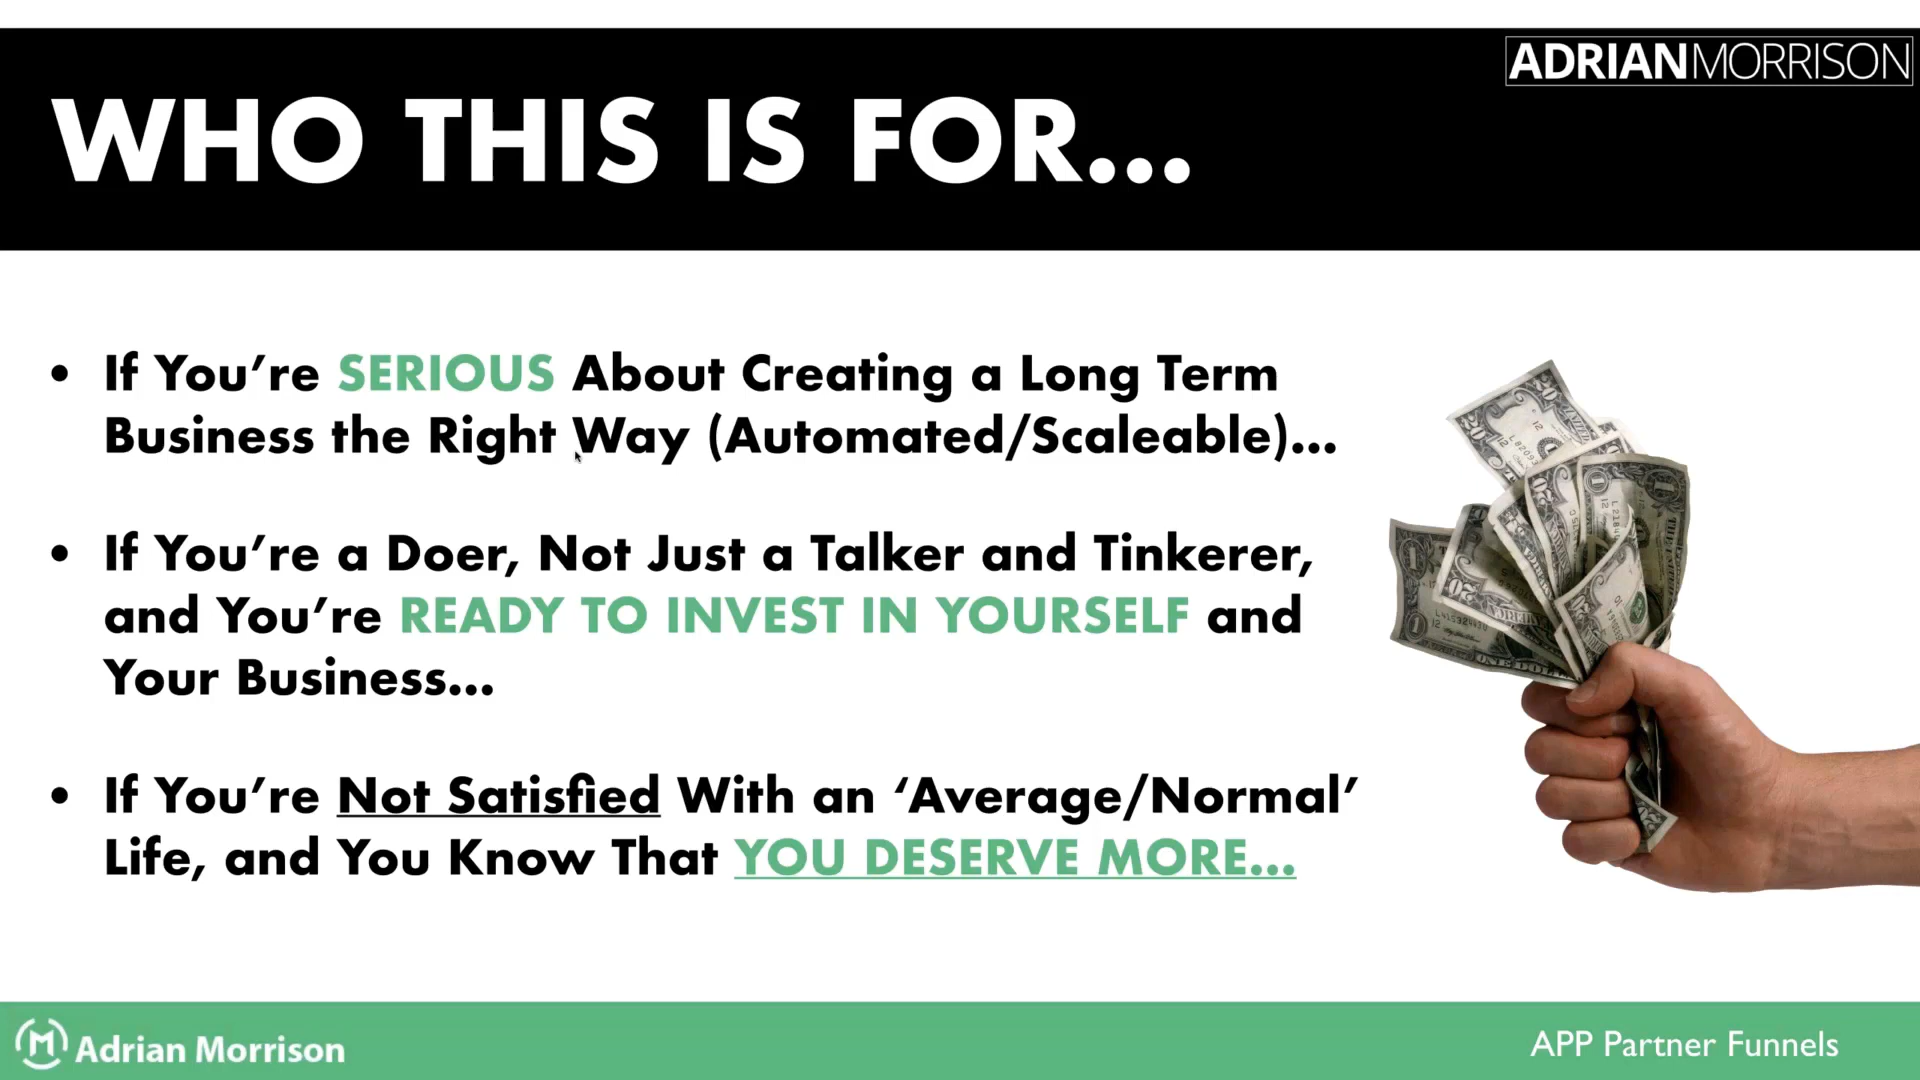 ADRIANMORRISON
WHO THIS IS FOR...
• If You’re SERIOUS About Creating a Long Term
Business the Right Way (Automated/Scaleable)...
• If You’re a Doer, Not Just a Talker and Tinkerer,
and You’re READY TO INVEST IN YOURSELF and
Your Business...
• If You’re Not Satisfied With an ‘Average/Normal’
Life, and You Know That YOU DESERVE MORE...
M Adrian Morrison
APP Partner Funnels